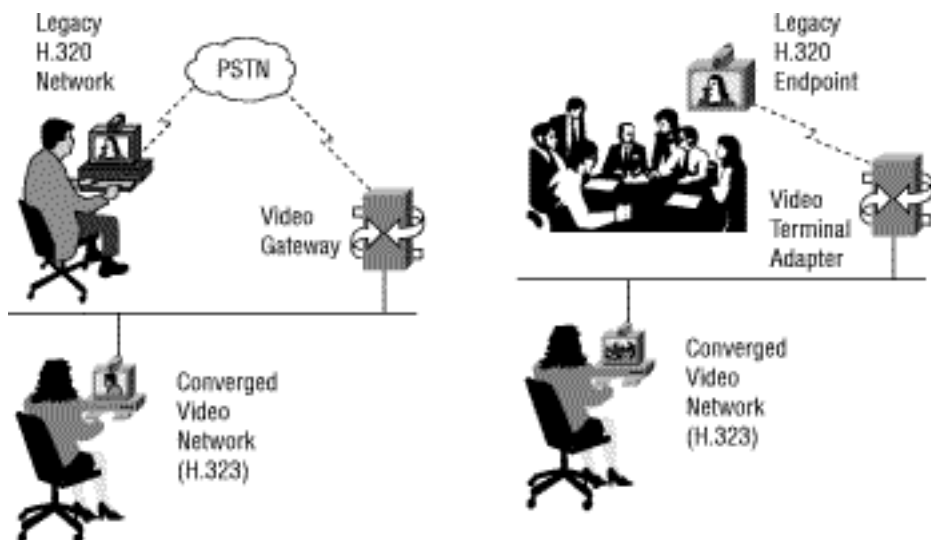 Legacy
H.320
Network
PSTN
Video
Gateway
Converged
Video
Network
(H.323)
Legacy
H.320
Endpoint
Video
Terminal
Adapter
Converged
Video
Network
(H.323)